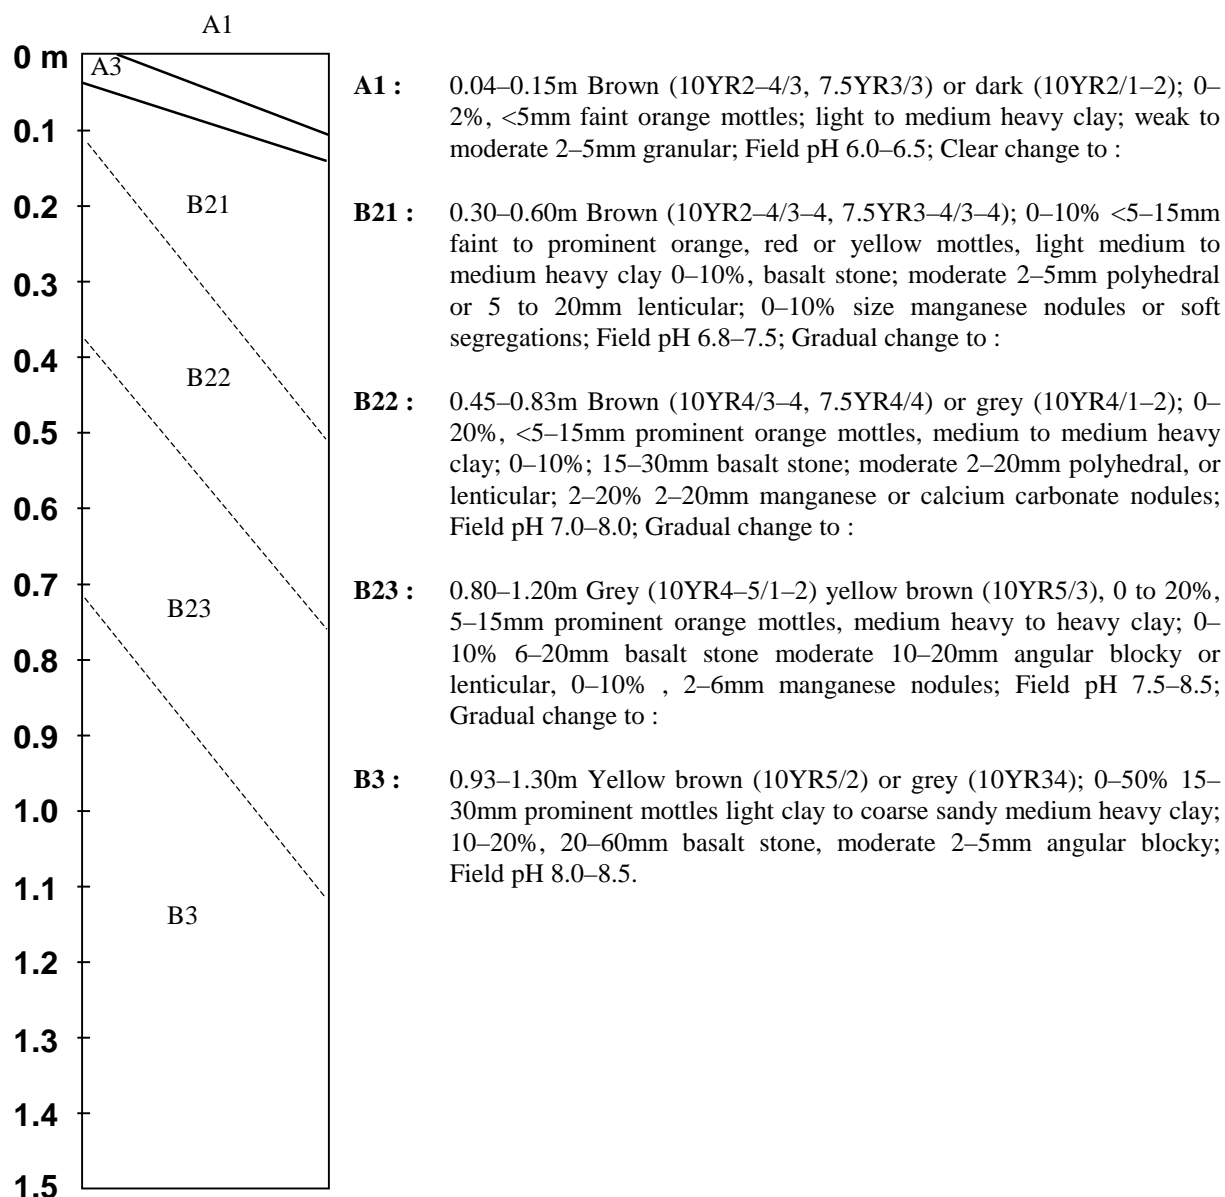 A1
0 m
A3
0.1
0.2
B21
0.3
0.4
B22
0.5
0.6
0.7
B23
0.8
0.9
1.0
1.1
B3
1.2
1.3
1.4
1.5
A1 : 0.04–0.15m Brown (10YR2–4/3, 7.5YR3/3) or dark (10YR2/1–2); 0–
2%, <5mm faint orange mottles; light to medium heavy clay; weak to
moderate 2–5mm granular; Field pH 6.0–6.5; Clear change to :
B21 : 0.30–0.60m Brown (10YR2–4/3–4, 7.5YR3–4/3–4); 0–10% <5–15mm
faint to prominent orange, red or yellow mottles, light medium to
medium heavy clay 0–10%, basalt stone; moderate 2–5mm polyhedral
or 5 to 20mm lenticular; 0–10% size manganese nodules or soft
segregations; Field pH 6.8–7.5; Gradual change to :
B22 : 0.45–0.83m Brown (10YR4/3–4, 7.5YR4/4) or grey (10YR4/1–2); 0–
20%, <5–15mm prominent orange mottles, medium to medium heavy
clay; 0–10%; 15–30mm basalt stone; moderate 2–20mm polyhedral, or
lenticular; 2–20% 2–20mm manganese or calcium carbonate nodules;
Field pH 7.0–8.0; Gradual change to :
B23 : 0.80–1.20m Grey (10YR4–5/1–2) yellow brown (10YR5/3), 0 to 20%,
5–15mm prominent orange mottles, medium heavy to heavy clay; 0–
10% 6–20mm basalt stone moderate 10–20mm angular blocky or
lenticular, 0–10% , 2–6mm manganese nodules; Field pH 7.5–8.5;
Gradual change to :
B3 : 0.93–1.30m Yellow brown (10YR5/2) or grey (10YR34); 0–50% 15–
30mm prominent mottles light clay to coarse sandy medium heavy clay;
10–20%, 20–60mm basalt stone, moderate 2–5mm angular blocky;
Field pH 8.0–8.5.